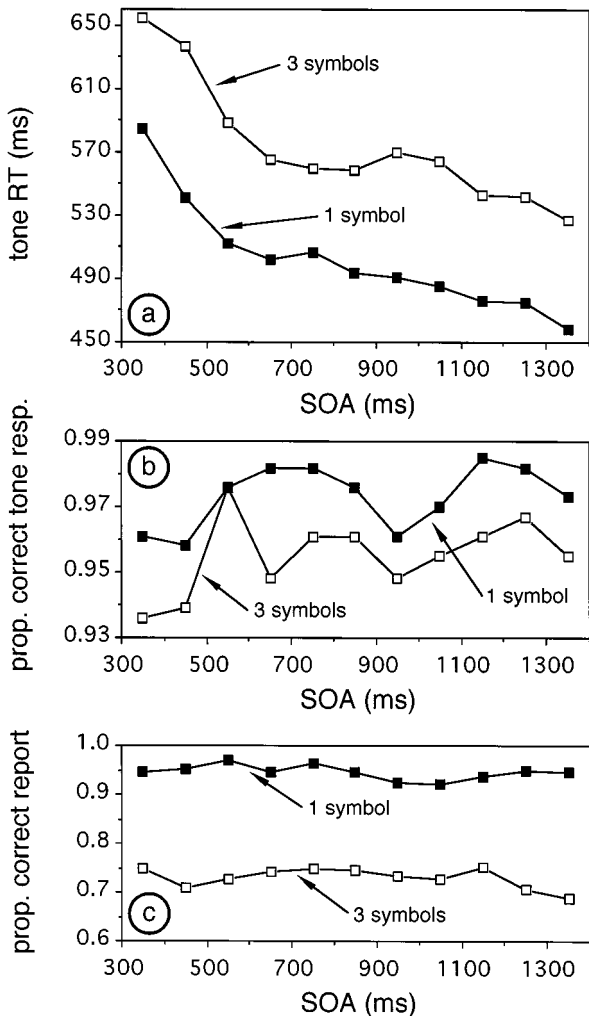 650
610
570
530
490
450
tone RT (ms)
3 symbols
1 symbol
a
300 500 700 900 1100 1300
SOA (ms)
0.99
0.97
0.95
0.93
prop. correct tone resp.
b
1 symbol
3 symbols
300 500 700 900 1100 1300
SOA (ms)
1.0
0.9
0.8
0.7
0.6
prop. correct report
1 symbol
3 symbols
c
300 500 700 900 1100 1300
SOA (ms)